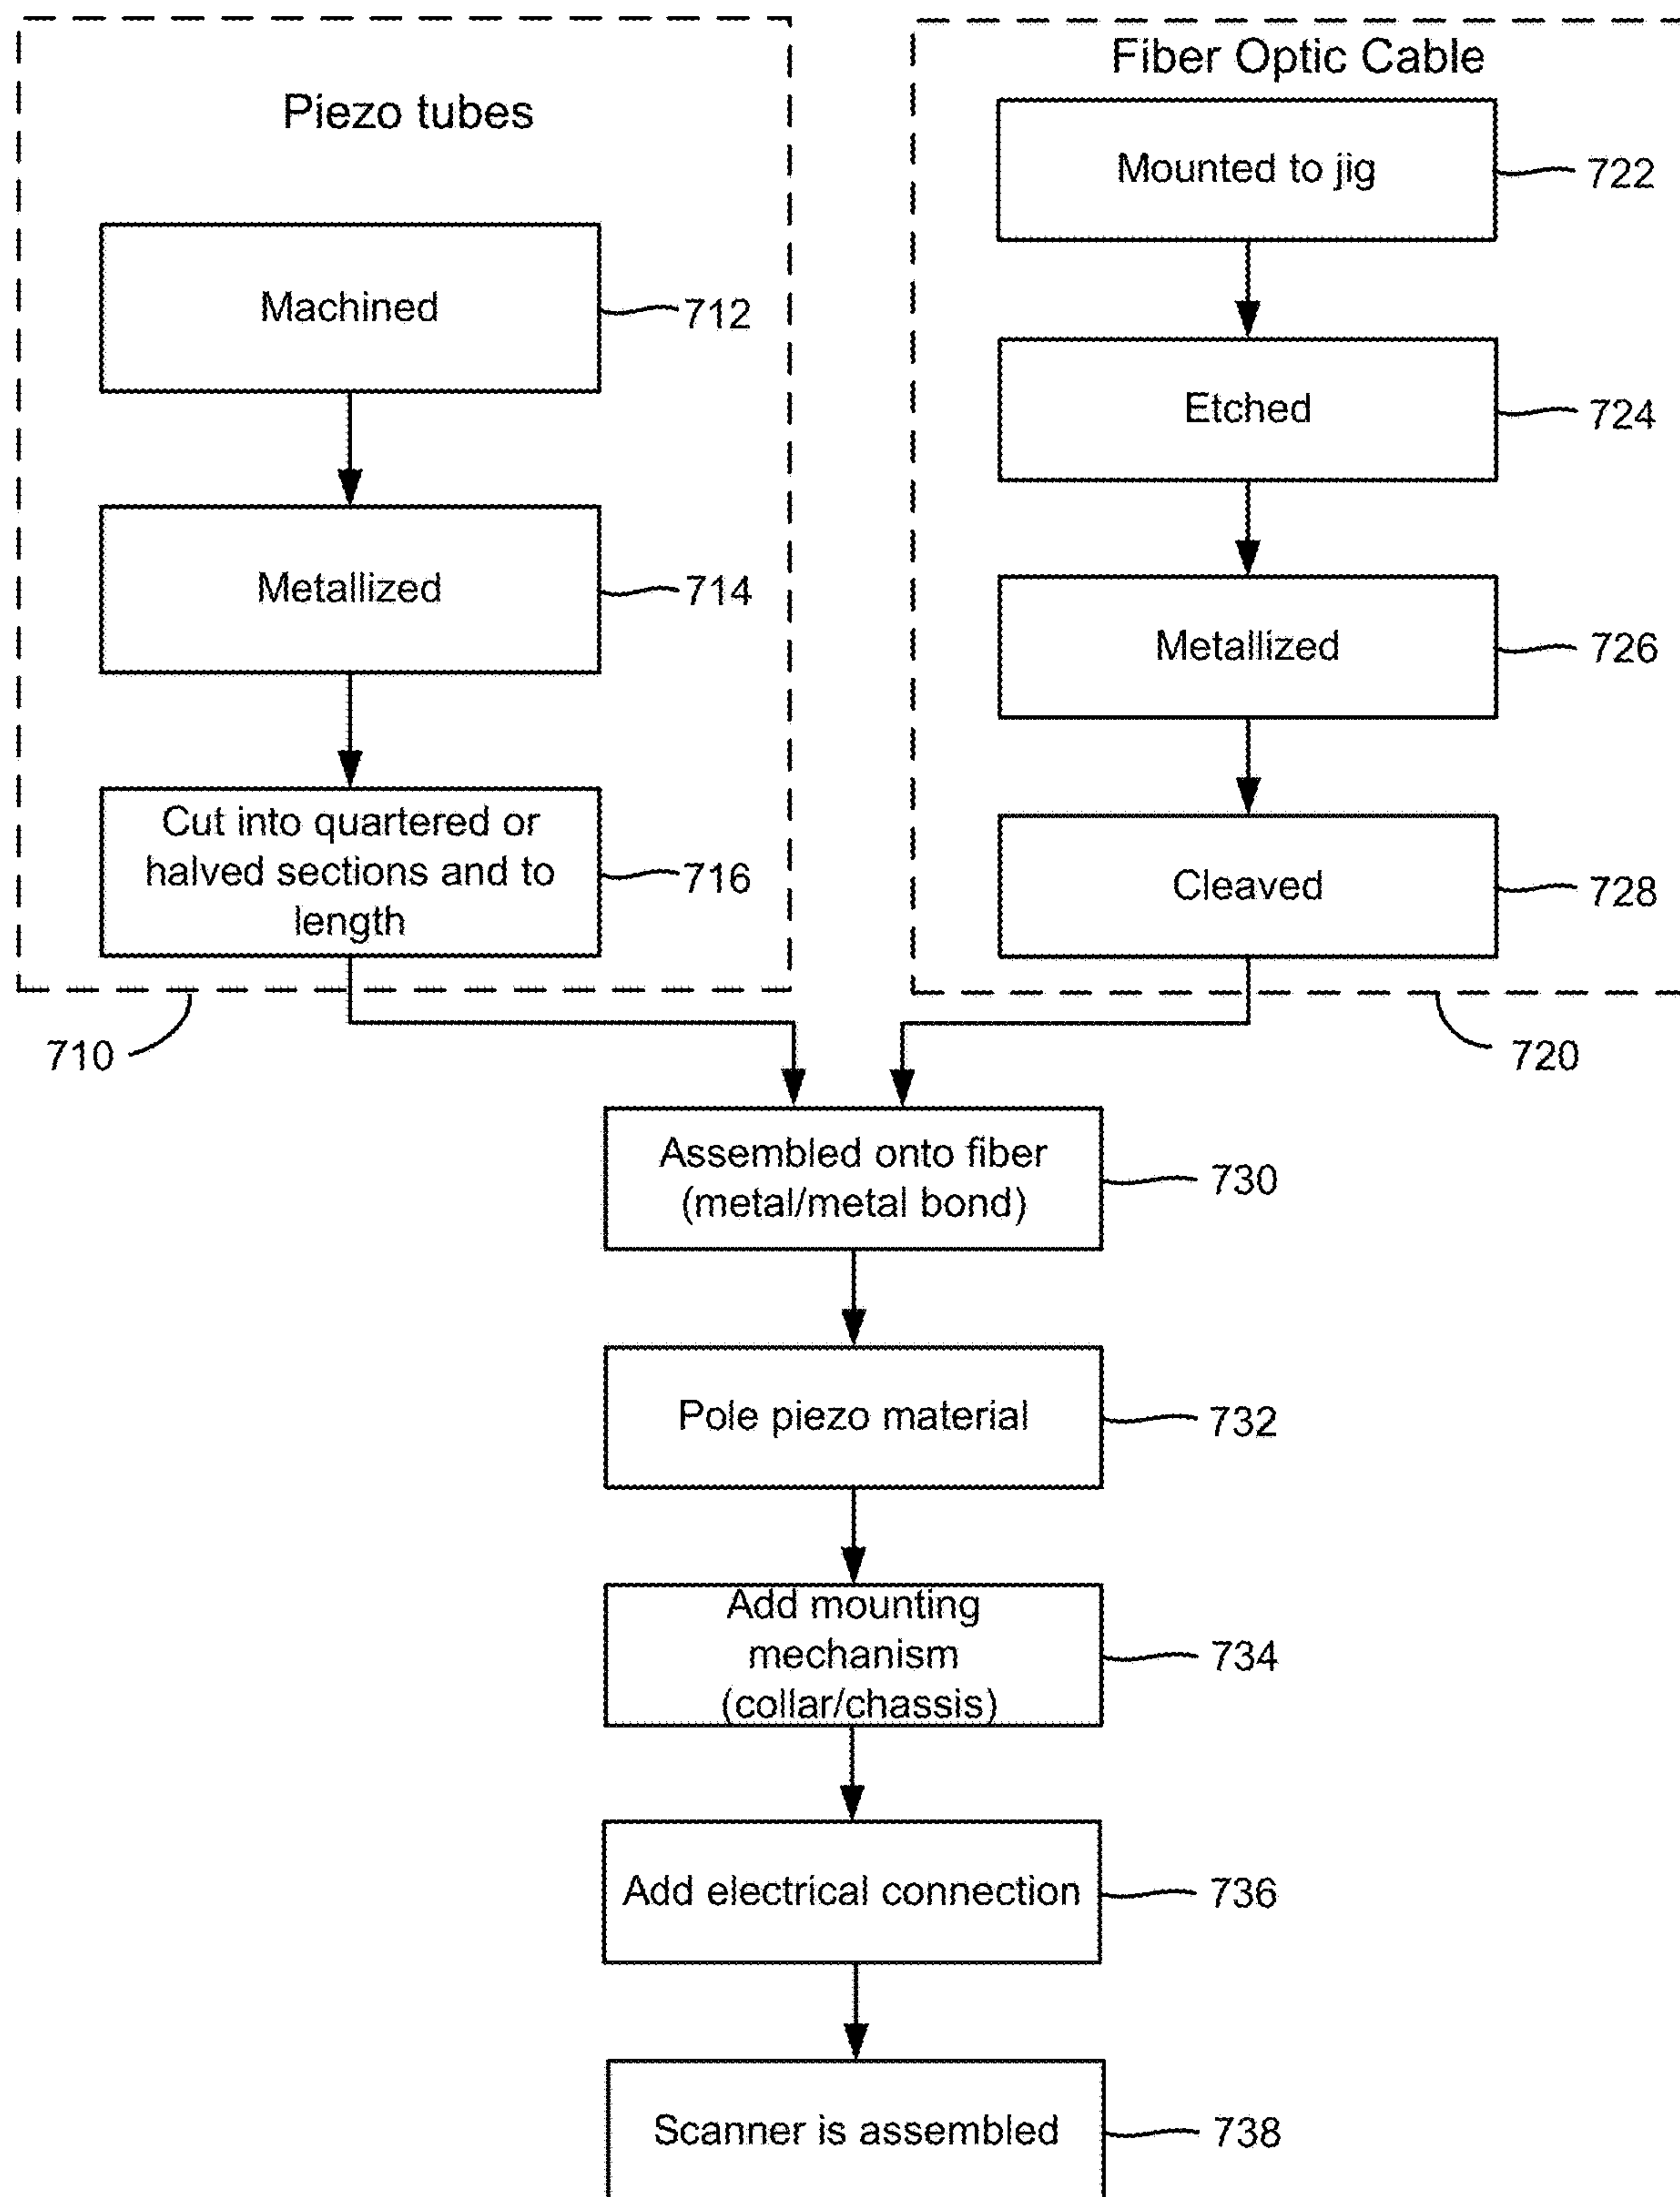 Piezo tubes
Machined
712
Metallized
714
Cut into quartered or
halved sections and to
length
716
710
Fiber Optic Cable
Mounted to jig
722
Etched
724
Metallized
726
Cleaved
728
720
Assembled onto fiber
(metal/metal bond)
730
Pole piezo material
732
Add mounting
mechanism
(collar/chassis)
734
Add electrical connection
736
Scanner is assembled
738